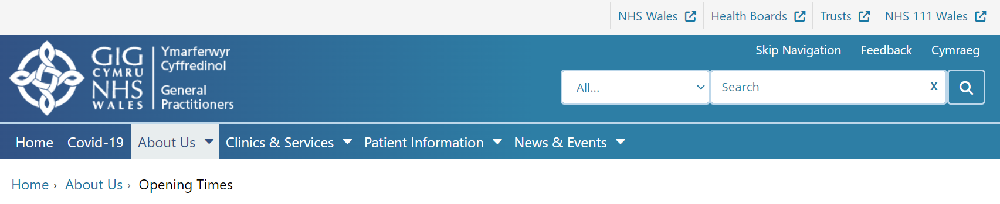 NHS Wales Health Boards Trusts NHS 111 Wales
GIG
CYMRU
NHS
WALES
Ymarferwyr
Cyffredinol
General
Practitioners
Skip Navigation Feedback Cymraeg
All... Search X
Home Covid-19 About Us Clinics & Services Patient Information News & Events
Home › About Us › Opening Times